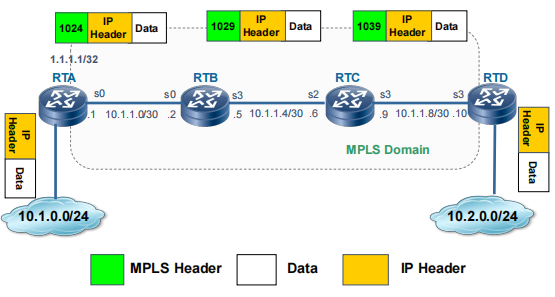 1024 IP Header Data
1029 IP Header Data
1039 IP Header Data
1.1.1.1/32
RTA
RTB
RTC
RTD
s0
s0
s3
s2
s3
s3
.1 10.1.1.0/30 .2
.5 10.1.1.4/30 .6
.9 10.1.1.8/30 .10
IP Header
Data
IP Header
Data
MPLS Domain
10.1.0.0/24
10.2.0.0/24
MPLS Header
Data
IP Header